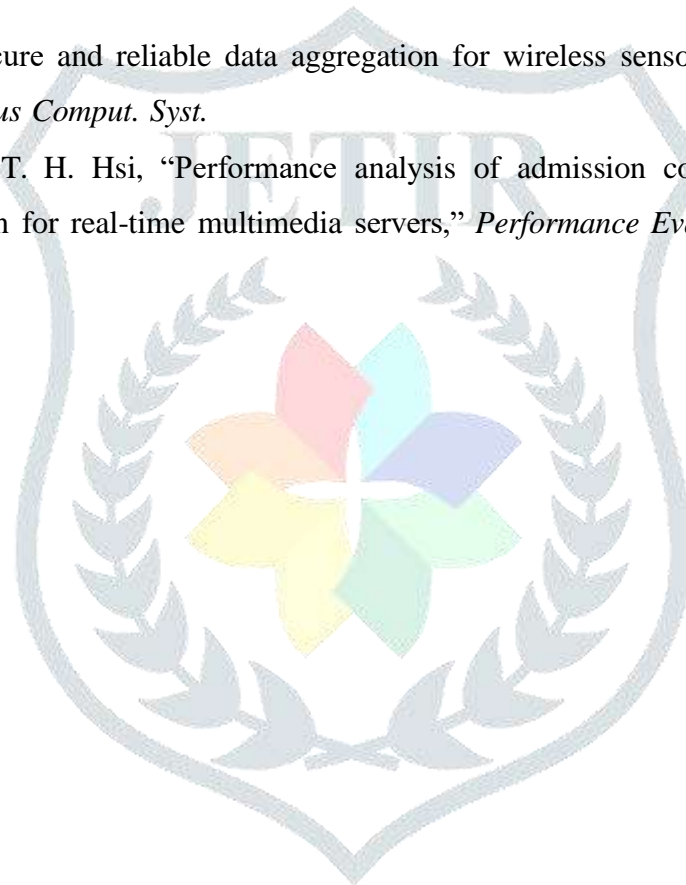 cure and reliable data aggregation for wireless senso
us Comput. Syst.
JETIR
T. H. Hsi, “Performance analysis of admission co
n for real-time multimedia servers,” Performance Eve